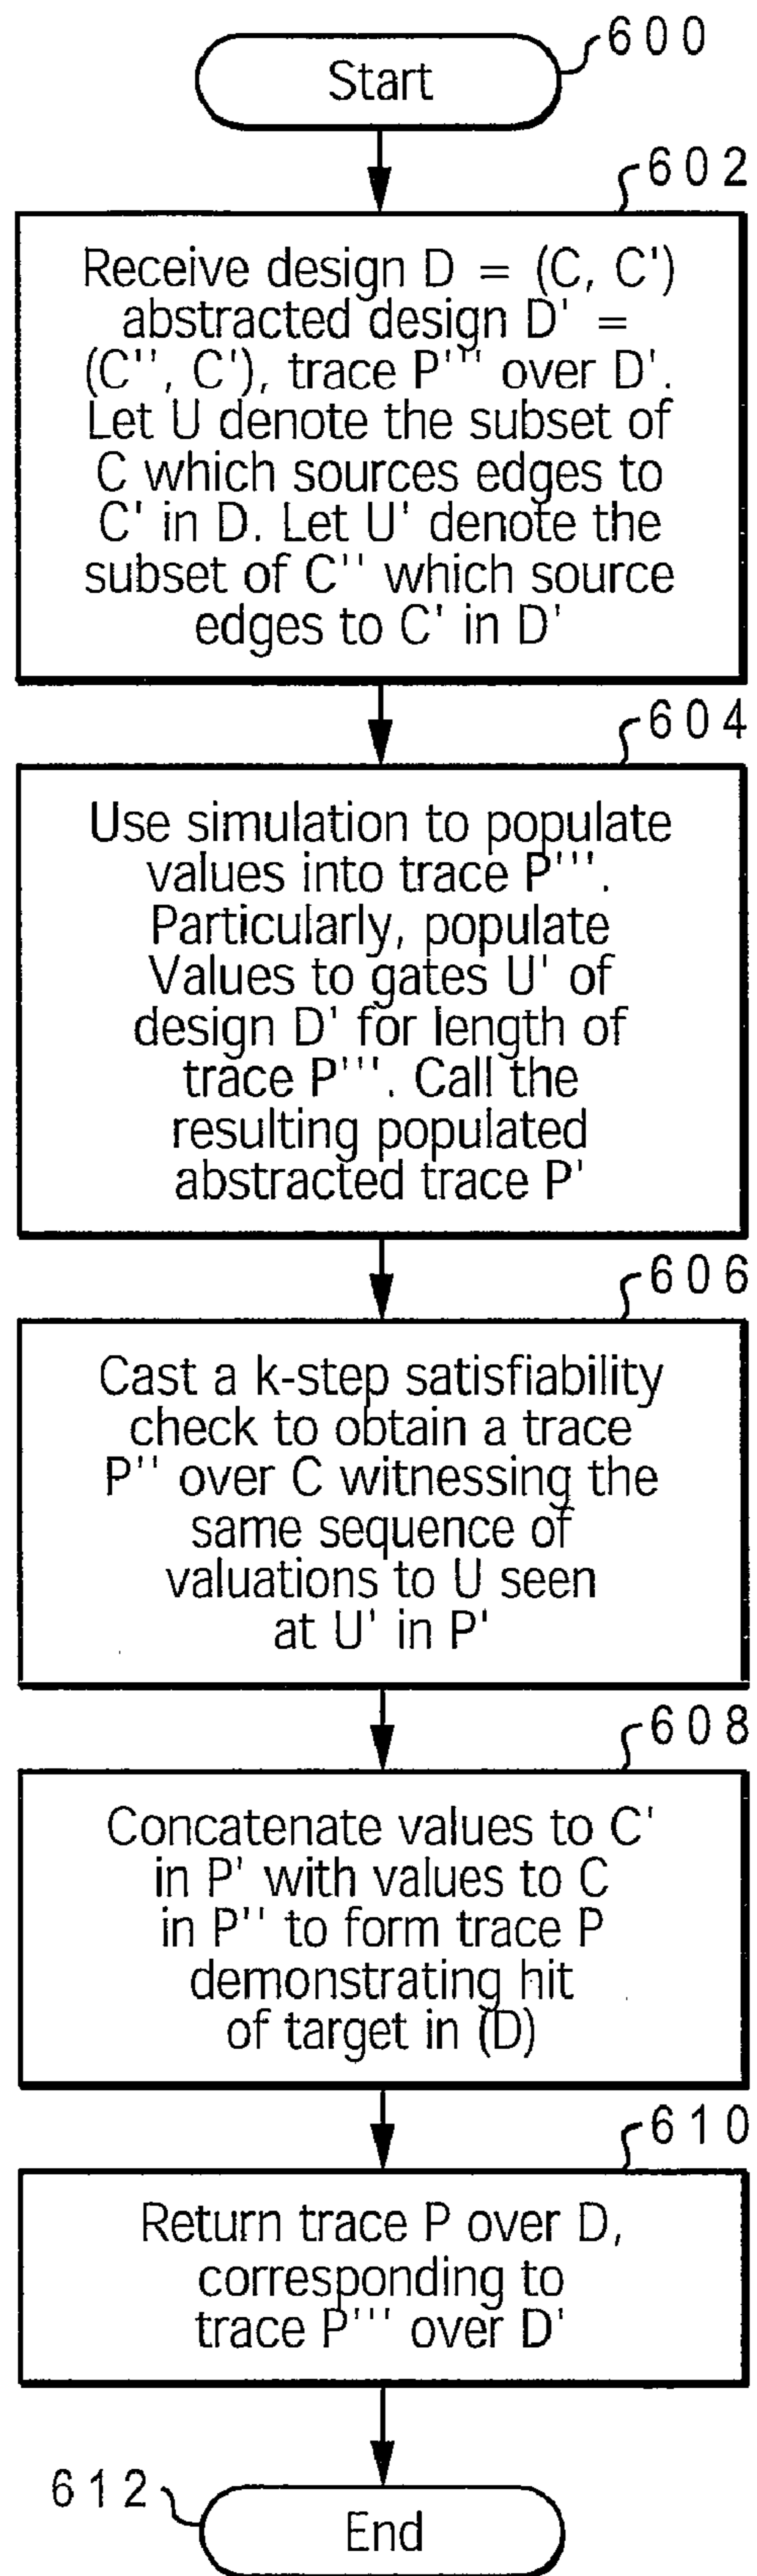 600
Start
602
Receive design D = (C, C')
abstracted design D' =
(C'', C'), trace P''' over D'.
Let U denote the subset of
C which sources edges to
C' in D. Let U' denote the
subset of C'' which source
edges to C' in D'
604
Use simulation to populate
values into trace P'''.
Particularly, populate
Values to gates U' of
design D' for length of
trace P'''. Call the
resulting populated
abstracted trace P'
606
Cast a k-step satisfiability
check to obtain a trace
P'' over C witnessing the
same sequence of
valuations to U seen
at U' in P'
608
Concatenate values to C'
in P' with values to C
in P'' to form trace P
demonstrating hit
of target in (D)
610
Return trace P over D,
corresponding to
trace P''' over D'
612
End